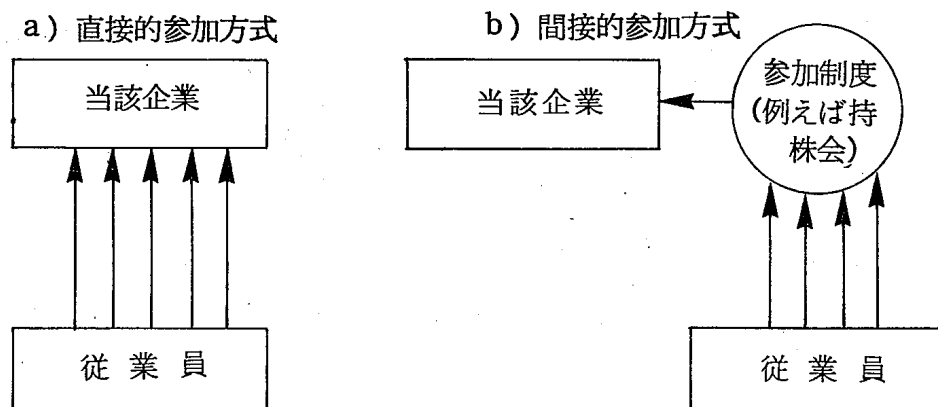 a) 直接的参加方式
当該企業
従業員
b) 間接的参加方式
当該企業
参加制度
(例えば持
株会)
従業員